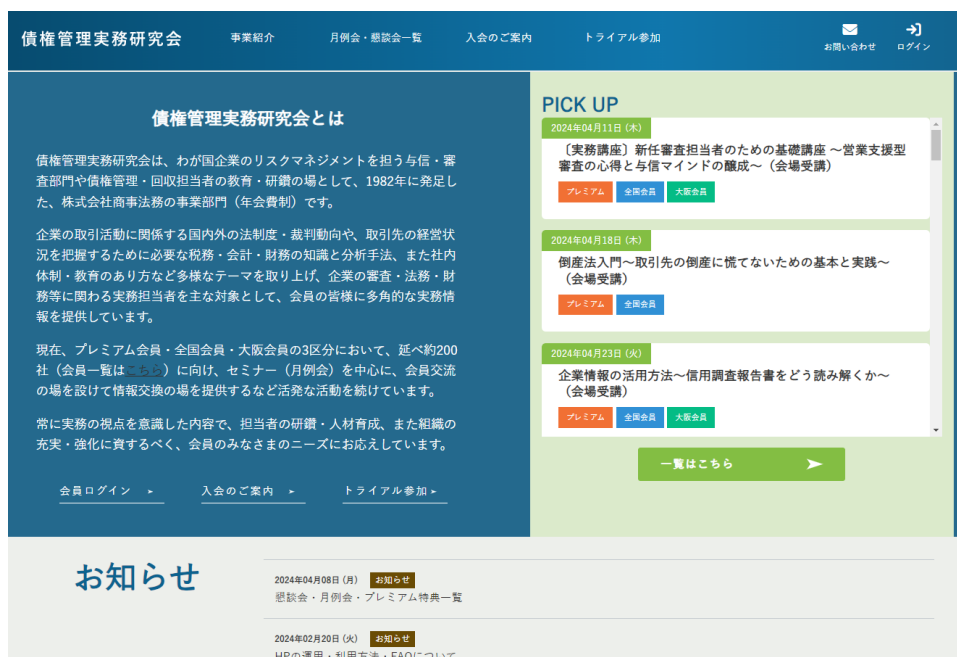 債権管理実務研究会
事業紹介
月例会・懇談会一覧
入会のご案内
トライアル参加
お問い合わせ
ログイン
債権管理実務研究会とは
債権管理実務研究会は、わが国企業のリスクマネジメントを担う与信・審
査部門や債権管理・回収担当者の教育・研鑽の場として、1982年に発足し
た、株式会社商事法務の事業部門（年会費制）です。
企業の取引活動に関係する国内外の法制度・裁判動向や、取引先の経営状
況を把握するために必要な税務・会計・財務の知識と分析手法、また社内
体制・教育のあり方など多様なテーマを取り上げ、企業の審査・法務・財
務等に関わる実務担当者を主な対象として、会員の皆様に多角的な実務情
報を提供しています。
現在、プレミアム会員・全国会員・大阪会員の3区分において、延べ約200
社（会員一覧はこちら）に向け、セミナー（月例会）を中心に、会員交流
の場を設けて情報交換の場を提供するなど活発な活動を続けています。
常に実務の視点を意識した内容で、担当者の研鑽・人材育成、また組織の
充実・強化に資するべく、会員のみなさまのニーズにお応えしています。
会員ログイン ➢
入会のご案内 ➢
トライアル参加 ➢
PICK UP
2024年04月11日 (木)
〔実務講座〕新任審査担当者のための基礎講座 ～営業支援型
審査の心得と与信マインドの醸成～（会場受講）
プレミアム 全国会員 大阪会員
2024年04月18日 (木)
倒産法入門～取引先の倒産に慌てないための基本と実践～
（会場受講）
プレミアム 全国会員
2024年04月23日 (火)
企業情報の活用方法～信用調査報告書をどう読み解くか～
（会場受講）
プレミアム 全国会員 大阪会員
一覧はこちら ➢
お知らせ
2024年04月08日 (月) お知らせ
懇談会・月例会・プレミアム特典一覧
2024年02月20日 (火) お知らせ
HPの運用・利用方法・FAQについて